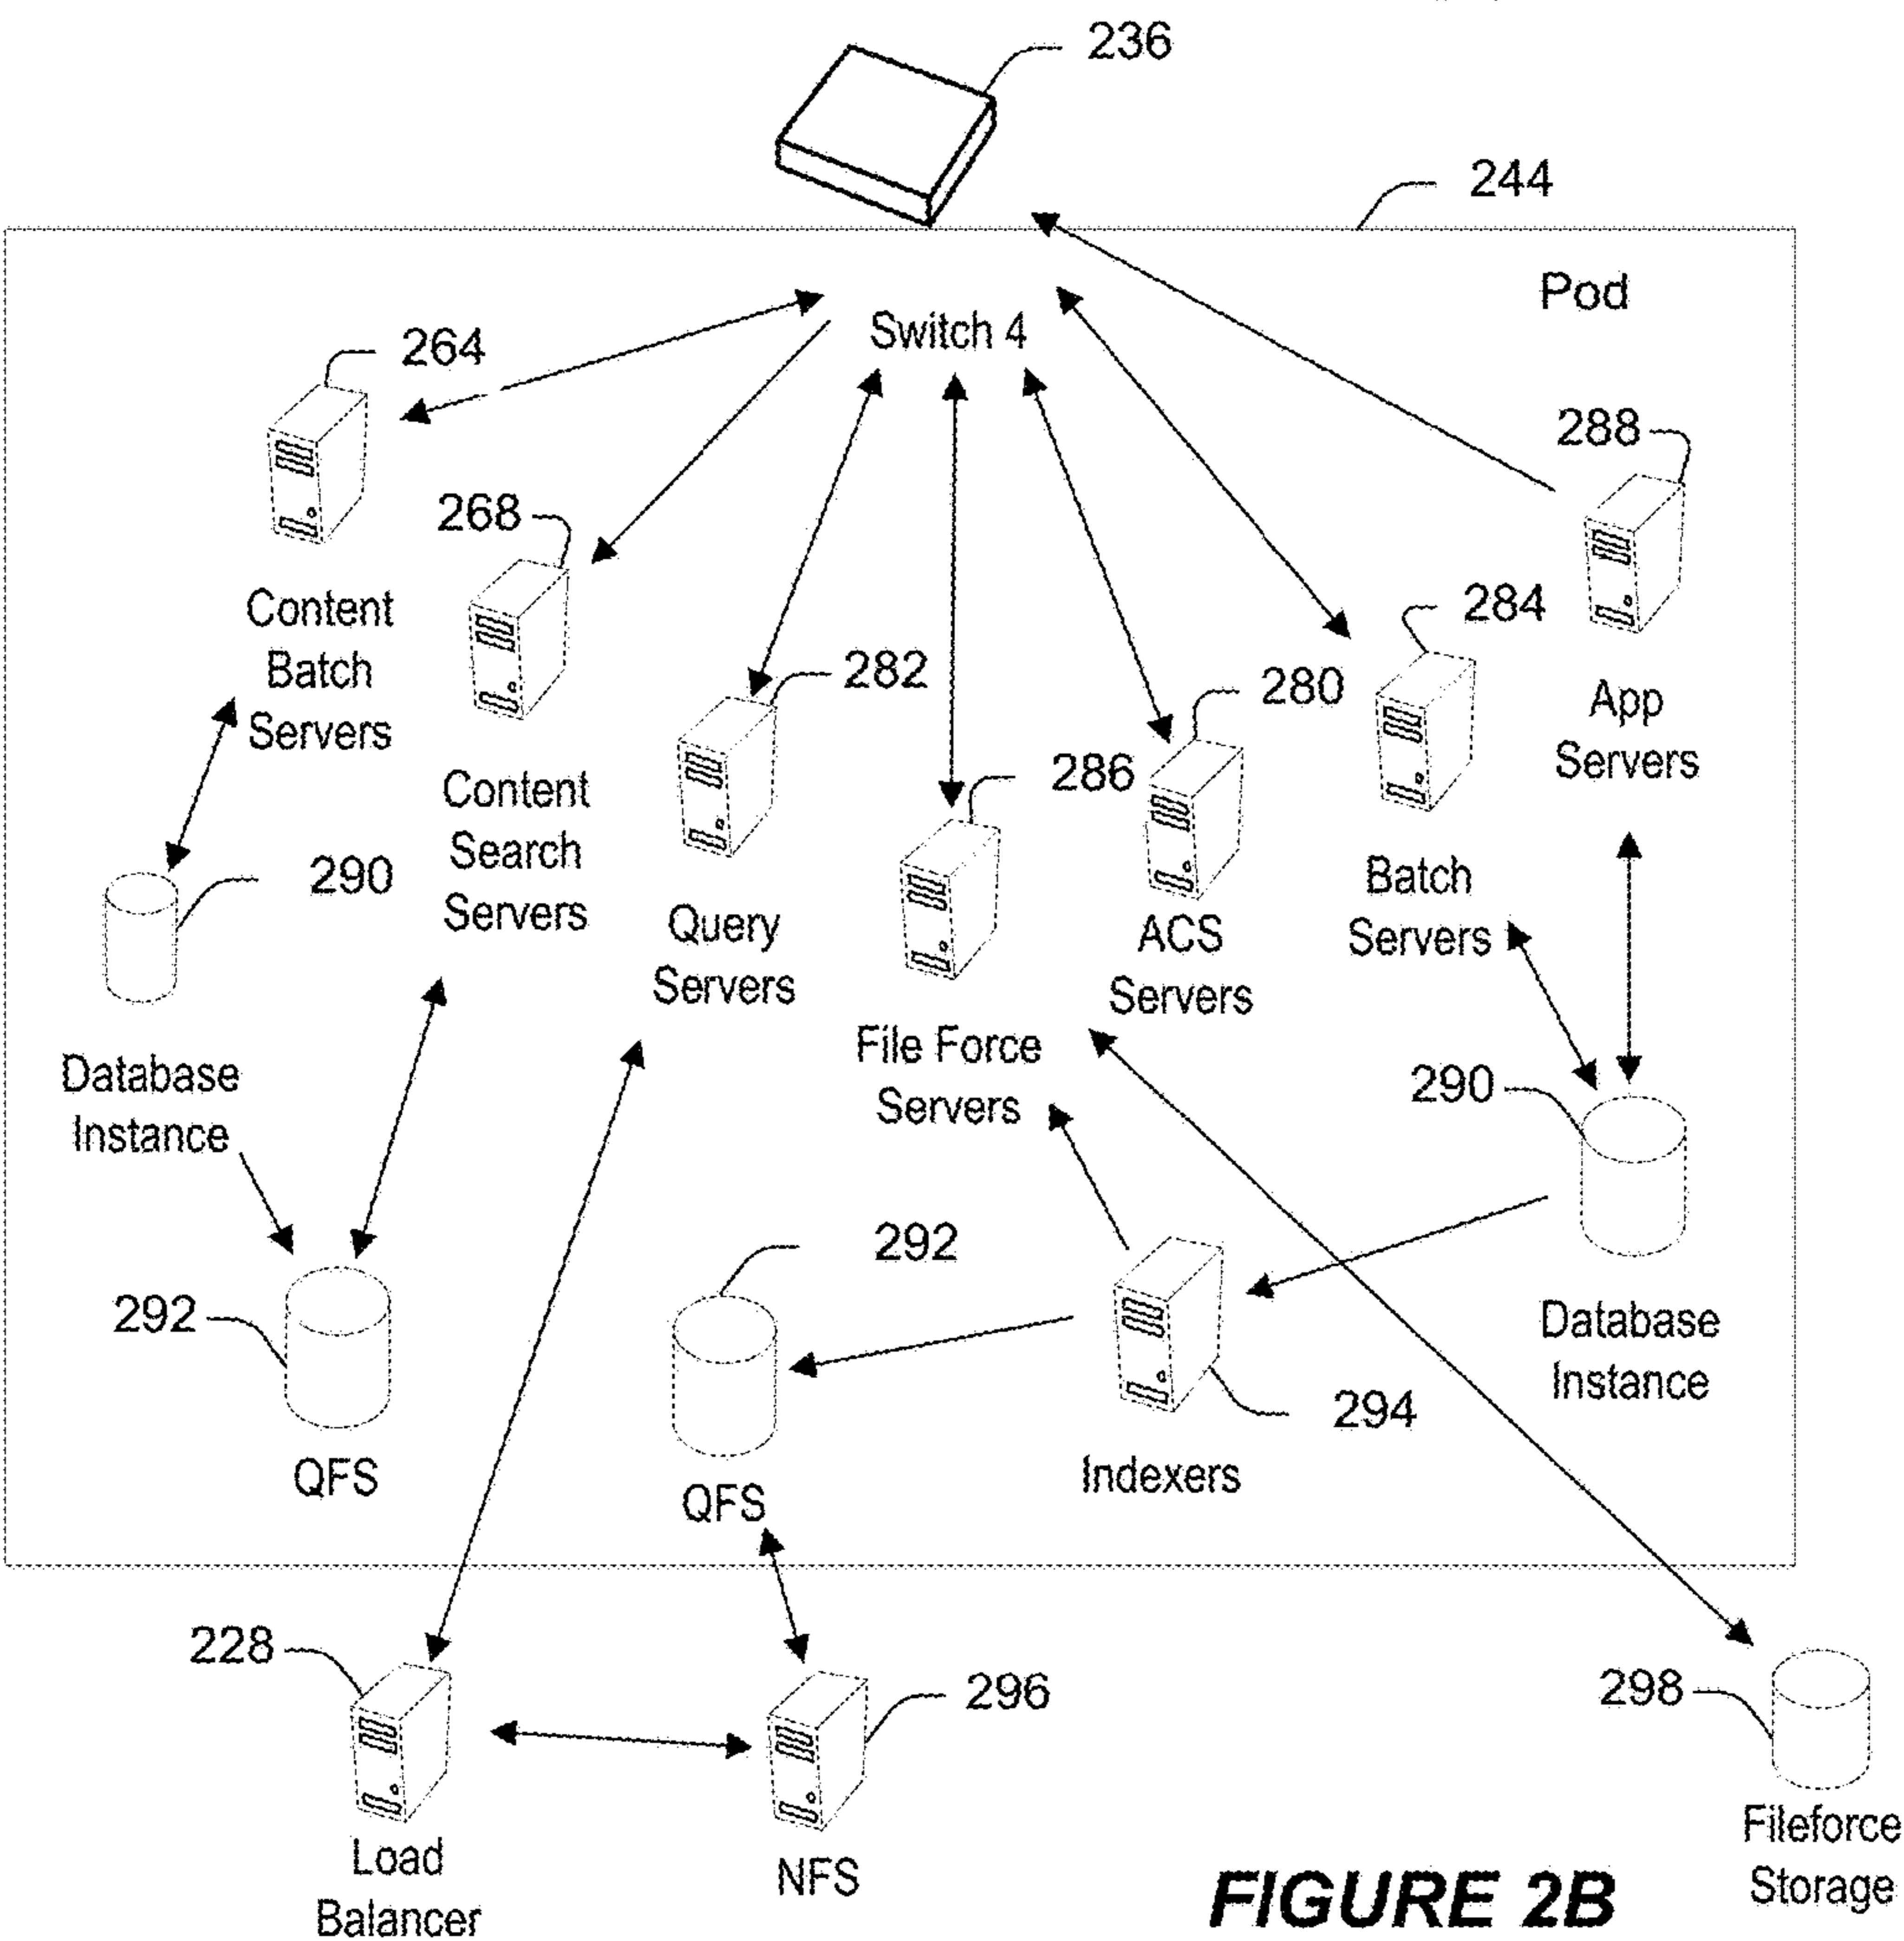 236
244
Pod
Switch 4
264
288
268
Content
Batch
Servers
284
282
280
App
Servers
286
Content
Search
Servers
290
Batch
Servers
Query
Servers
ACS
Servers
File Force
Servers
Database
Instance
290
292
292
Database
Instance
294
QFS
Indexers
QFS
228
296
298
Load
Balancer
NFS
Fileforce
Storage
FIGURE 2B